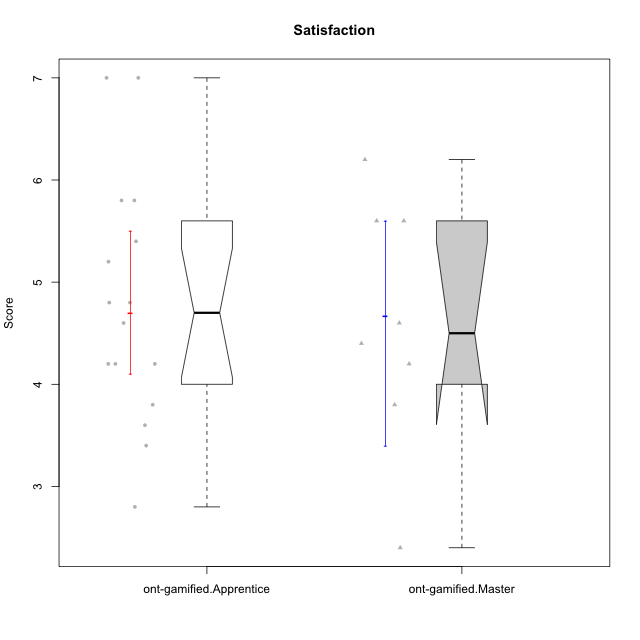 Satisfaction
7
6
5
4
3
Score
ont-gamified.Apprentice
ont-gamified.Master